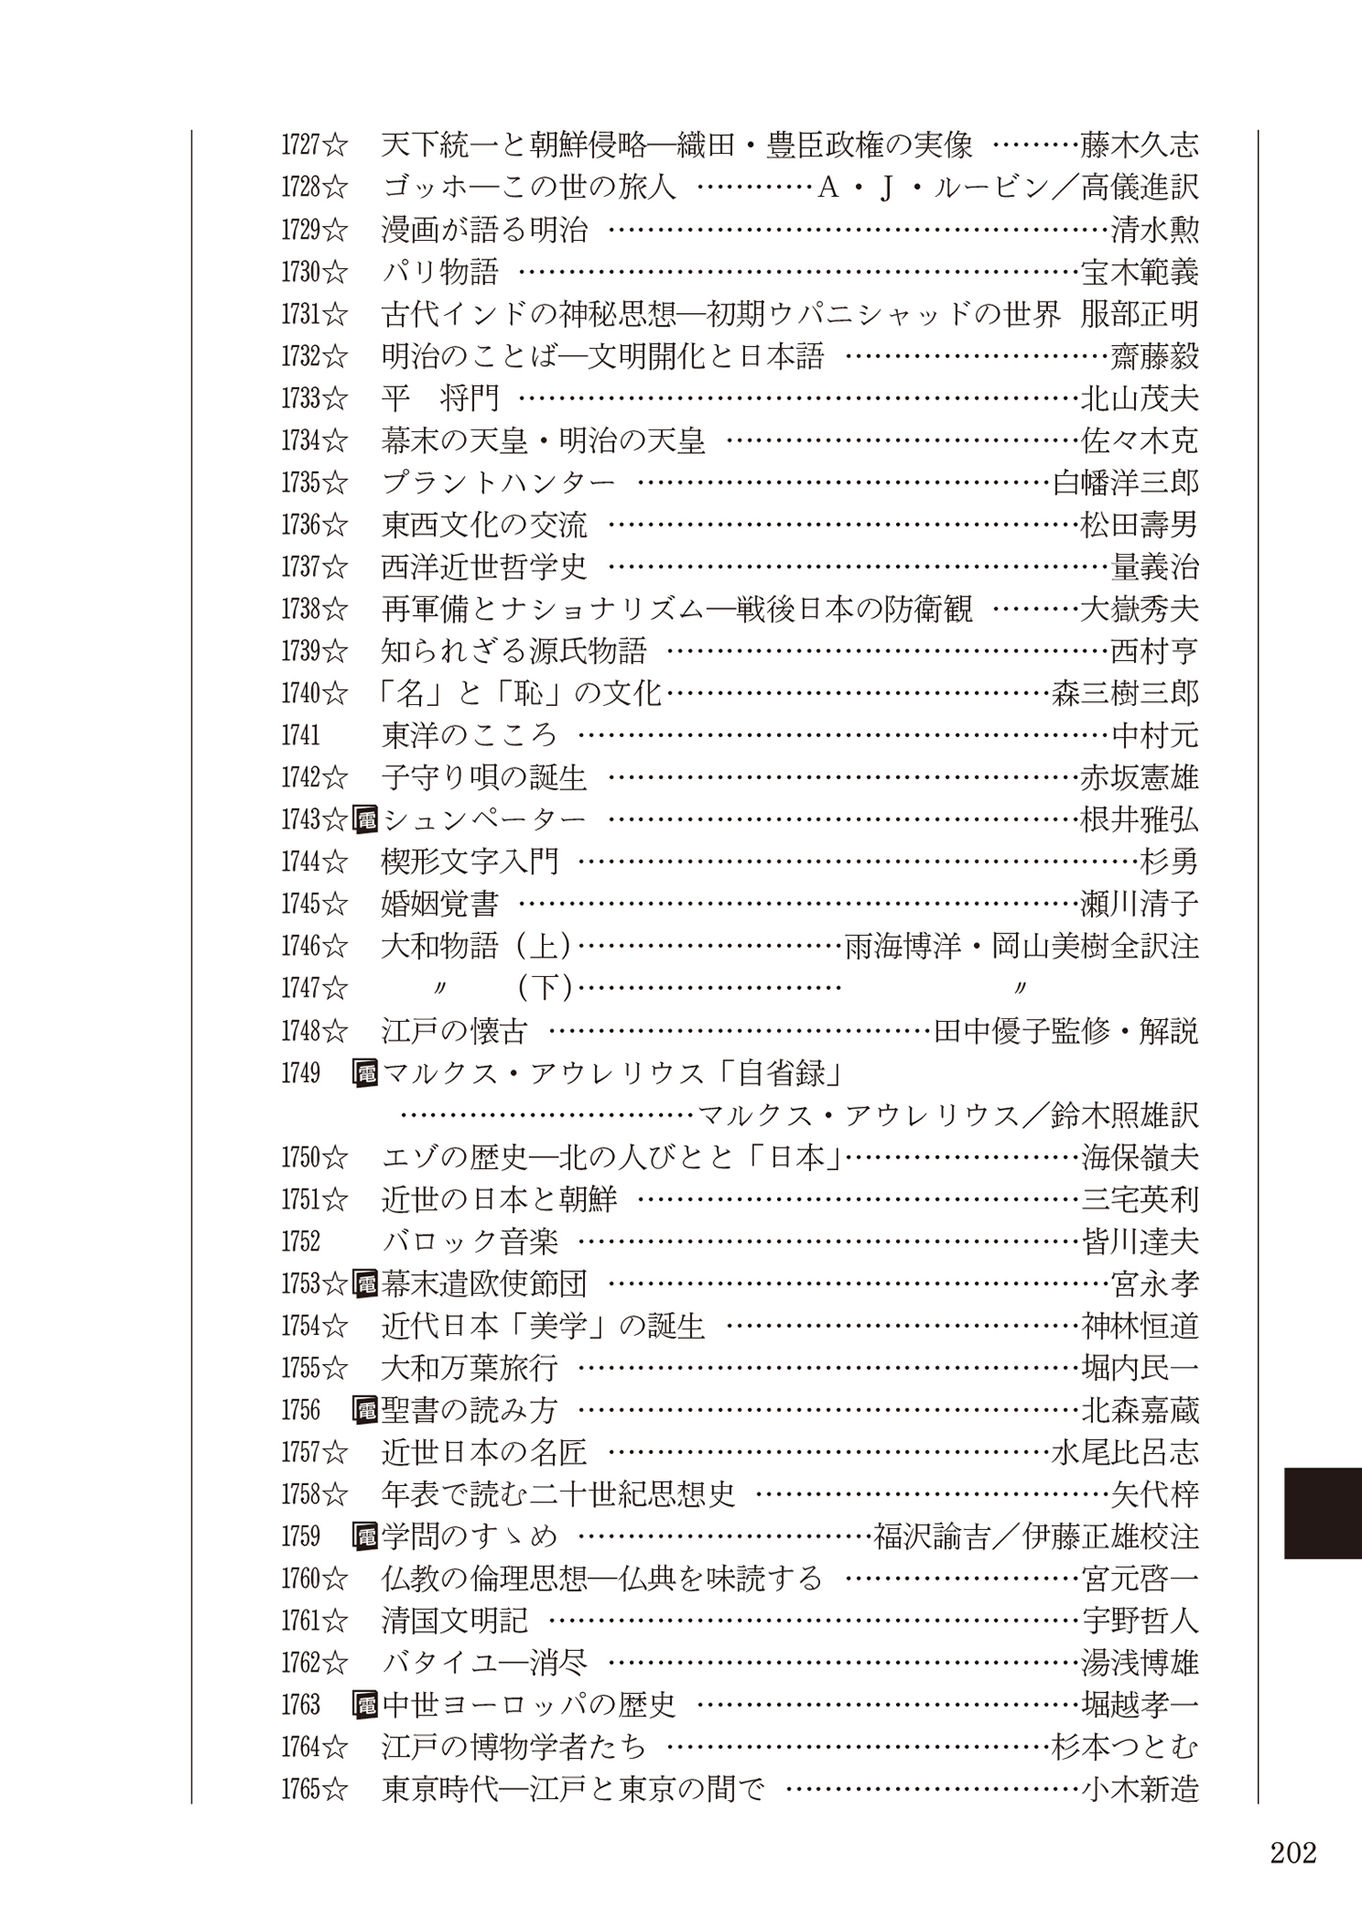 1727☆ 天下統一と朝鮮侵略―織田・豊臣政権の実像 ………藤木久志
1728☆ ゴッホ―この世の旅人 …………A・J・ルービン／高儀進訳
1729☆ 漫画が語る明治 ……………………………………………清水勲
1730☆ パリ物語 …………………………………………………宝木範義
1731☆ 古代インドの神秘思想―初期ウパニシャッドの世界 服部正明
1732☆ 明治のことば―文明開化と日本語 ………………………齋藤毅
1733☆ 平　将門 …………………………………………………北山茂夫
1734☆ 幕末の天皇・明治の天皇 ………………………………佐々木克
1735☆ プラントハンター ……………………………………白幡洋三郎
1736☆ 東西文化の交流 …………………………………………松田壽男
1737☆ 西洋近世哲学史 ……………………………………………量義治
1738☆ 再軍備とナショナリズム―戦後日本の防衛観 ………大嶽秀夫
1739☆ 知られざる源氏物語 ………………………………………西村亨
1740☆ 「名」と「恥」の文化…………………………………森三樹三郎
1741 東洋のこころ ………………………………………………中村元
1742☆ 子守り唄の誕生 …………………………………………赤坂憲雄
1743☆電シュンペーター …………………………………………根井雅弘
1744☆ 楔形文字入門 …………………………………………………杉勇
1745☆ 婚姻覚書 …………………………………………………瀬川清子
1746☆ 大和物語（上）………………………雨海博洋・岡山美樹全訳注
1747☆ 〃 （下）……………………… 〃
1748☆ 江戸の懐古 …………………………………田中優子監修・解説
1749 電マルクス・アウレリウス「自省録」
…………………………マルクス・アウレリウス／鈴木照雄訳
1750☆ エゾの歴史―北の人びとと「日本」……………………海保嶺夫
1751☆ 近世の日本と朝鮮 ………………………………………三宅英利
1752 バロック音楽 ……………………………………………皆川達夫
1753☆電幕末遣欧使節団 ……………………………………………宮永孝
1754☆ 近代日本「美学」の誕生 ………………………………神林恒道
1755☆ 大和万葉旅行 ……………………………………………堀内民一
1756 電聖書の読み方 ……………………………………………北森嘉蔵
1757☆ 近世日本の名匠 ………………………………………水尾比呂志
1758☆ 年表で読む二十世紀思想史 ………………………………矢代梓
1759 電学問のすゝめ …………………………福沢諭吉／伊藤正雄校注
1760☆ 仏教の倫理思想―仏典を味読する ……………………宮元啓一
1761☆ 清国文明記 ………………………………………………宇野哲人
1762☆ バタイユ―消尽 …………………………………………湯浅博雄
1763 電中世ヨーロッパの歴史 …………………………………堀越孝一
1764☆ 江戸の博物学者たち …………………………………杉本つとむ
1765☆ 東京時代―江戸と東京の間で …………………………小木新造
202